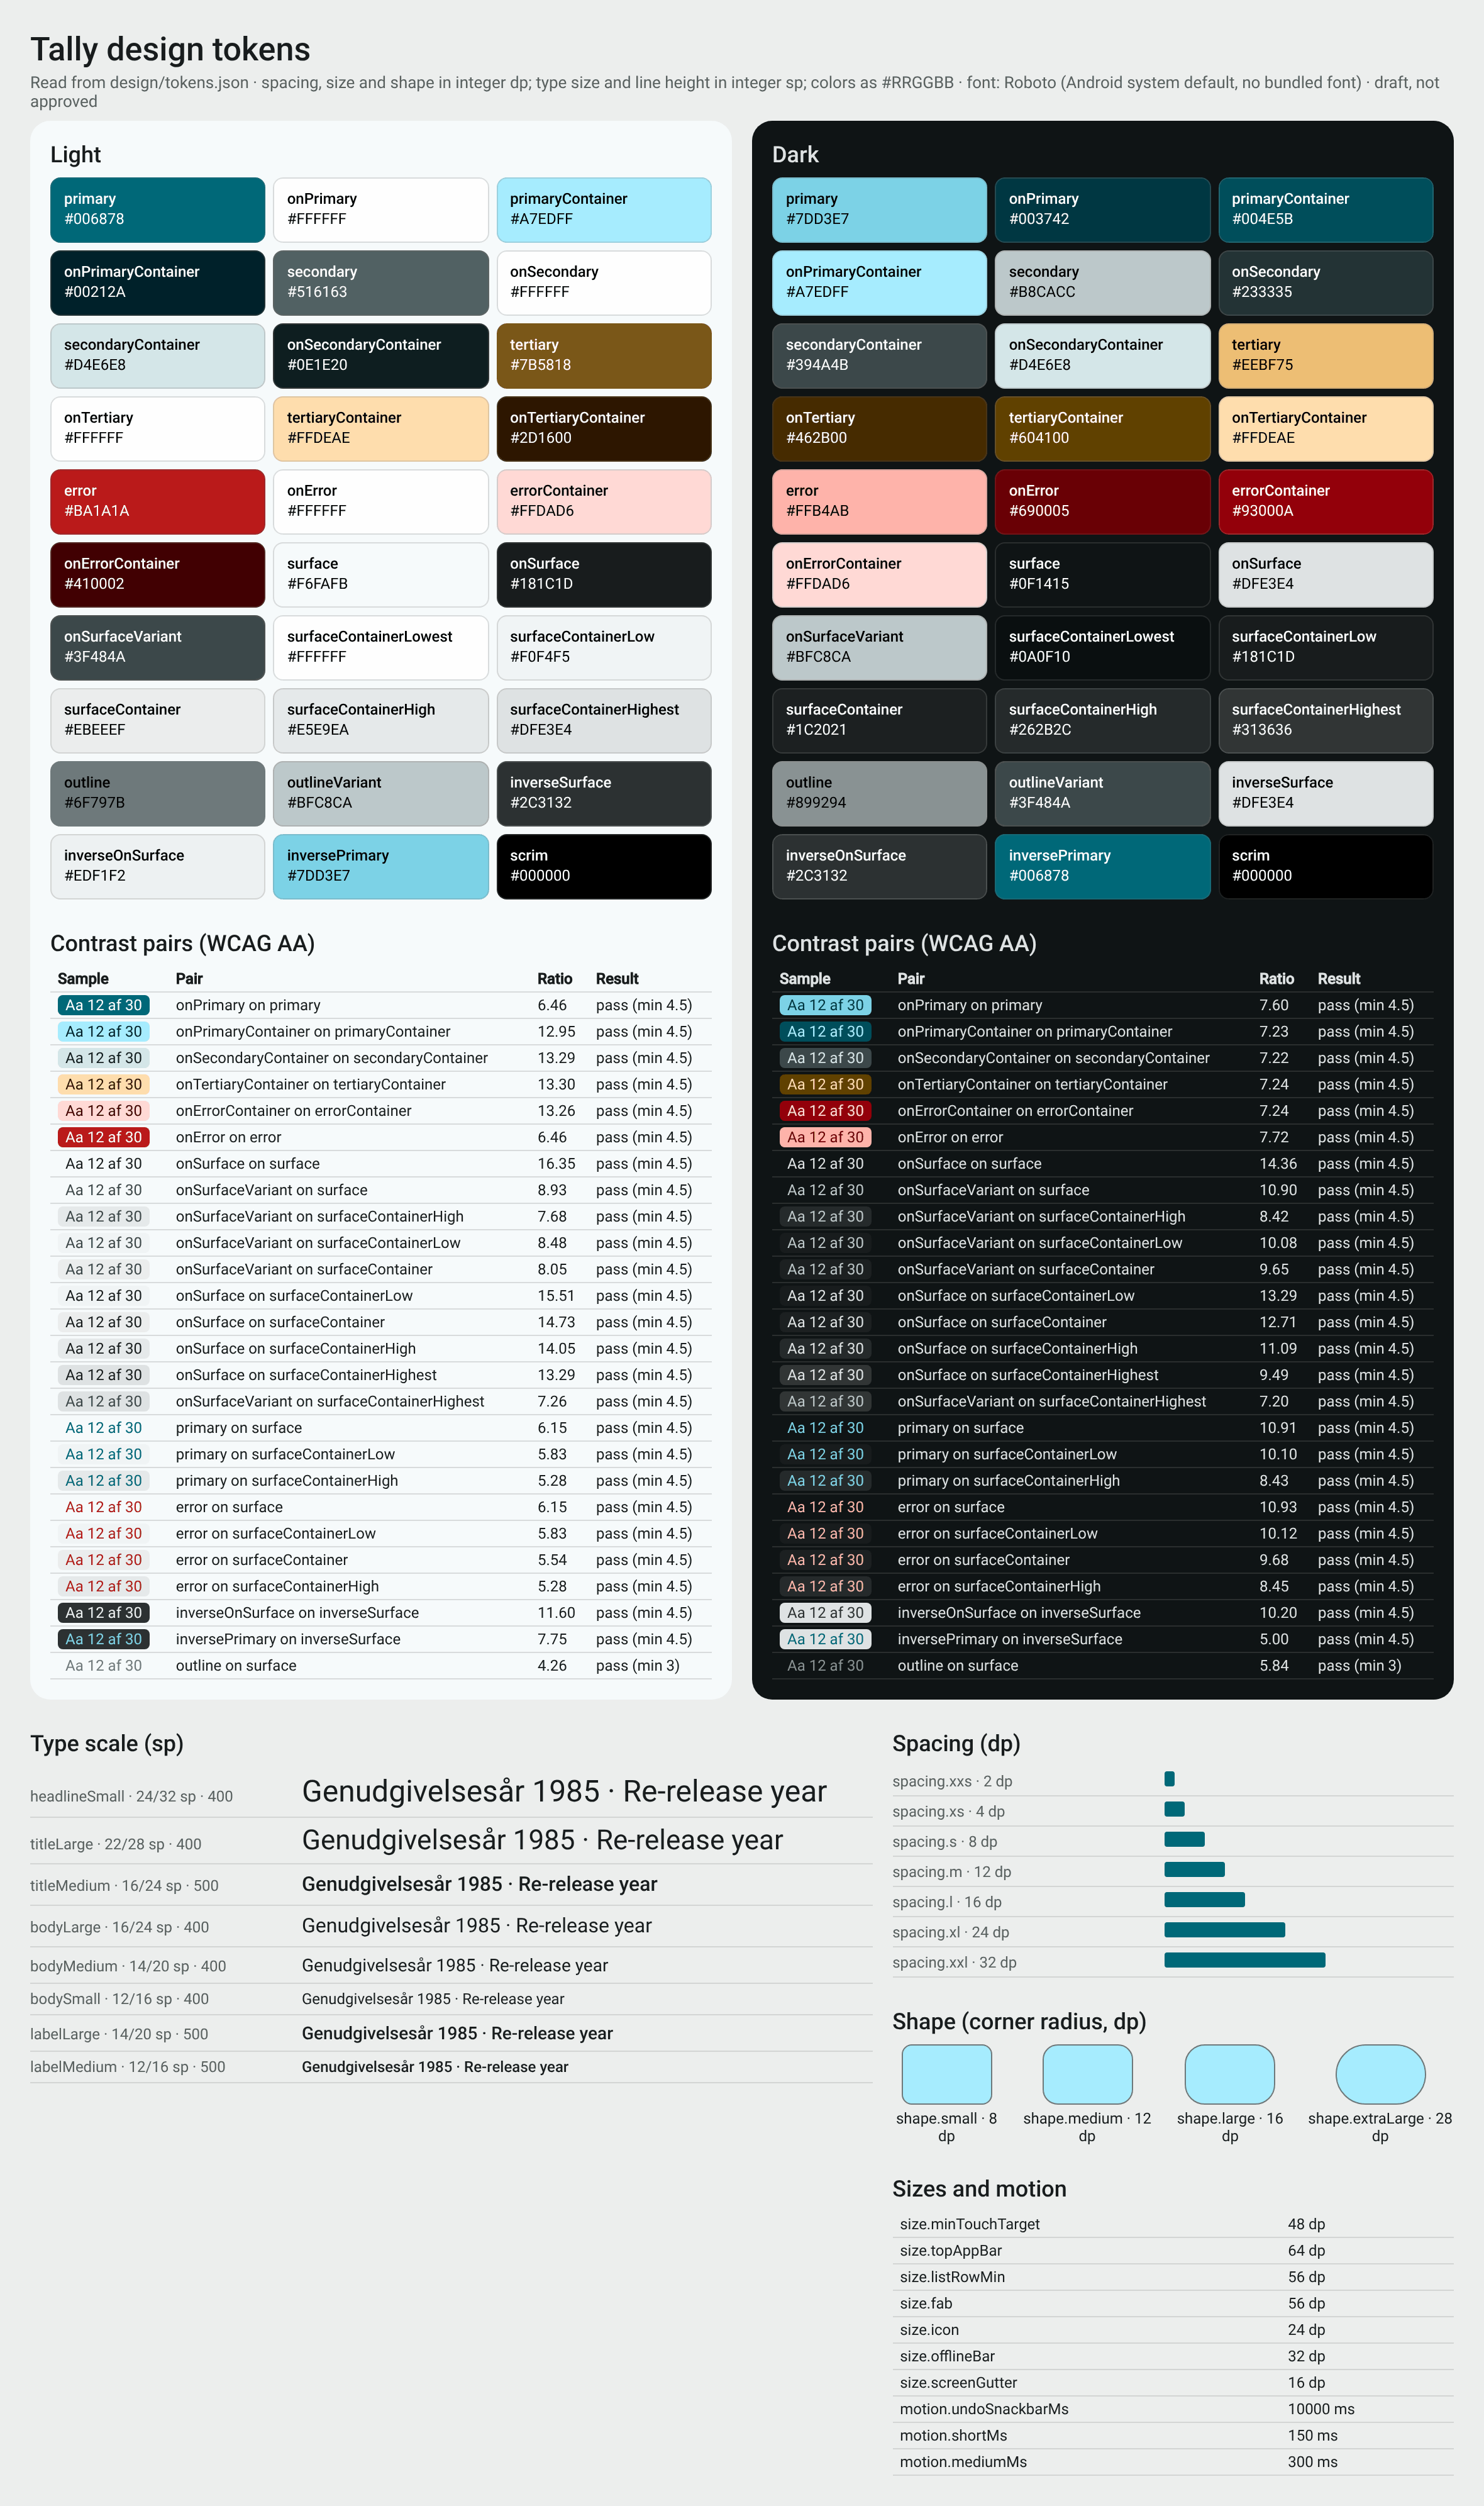 Tally design tokens
Read from design/tokens.json · spacing, size and shape in integer dp; type size and line height in integer sp; colors as #RRGGBB · font: Roboto (Android system default, no bundled font) · draft, not
approved
Light
primary
#006878
onPrimary
#FFFFFF
primaryContainer
#A7EDFF
onPrimaryContainer
#00212A
secondary
#516163
onSecondary
#FFFFFF
secondaryContainer
#D4E6E8
onSecondaryContainer
#0E1E20
tertiary
#7B5818
onTertiary
#FFFFFF
tertiaryContainer
#FFDEAE
onTertiaryContainer
#2D1600
error
#BA1A1A
onError
#FFFFFF
errorContainer
#FFDAD6
onErrorContainer
#410002
surface
#F6FAFB
onSurface
#181C1D
onSurfaceVariant
#3F484A
surfaceContainerLowest
#FFFFFF
surfaceContainerLow
#F0F4F5
surfaceContainer
#EBEEEF
surfaceContainerHigh
#E5E9EA
surfaceContainerHighest
#DFE3E4
outline
#6F797B
outlineVariant
#BFC8CA
inverseSurface
#2C3132
inverseOnSurface
#EDF1F2
inversePrimary
#7DD3E7
scrim
#000000
Contrast pairs (WCAG AA)
Sample Pair Ratio Result
Aa 12 af 30 onPrimary on primary 6.46 pass (min 4.5)
Aa 12 af 30 onPrimaryContainer on primaryContainer 12.95 pass (min 4.5)
Aa 12 af 30 onSecondaryContainer on secondaryContainer 13.29 pass (min 4.5)
Aa 12 af 30 onTertiaryContainer on tertiaryContainer 13.30 pass (min 4.5)
Aa 12 af 30 onErrorContainer on errorContainer 13.26 pass (min 4.5)
Aa 12 af 30 onError on error 6.46 pass (min 4.5)
Aa 12 af 30 onSurface on surface 16.35 pass (min 4.5)
Aa 12 af 30 onSurfaceVariant on surface 8.93 pass (min 4.5)
Aa 12 af 30 onSurfaceVariant on surfaceContainerHigh 7.68 pass (min 4.5)
Aa 12 af 30 onSurfaceVariant on surfaceContainerLow 8.48 pass (min 4.5)
Aa 12 af 30 onSurfaceVariant on surfaceContainer 8.05 pass (min 4.5)
Aa 12 af 30 onSurface on surfaceContainerLow 15.51 pass (min 4.5)
Aa 12 af 30 onSurface on surfaceContainer 14.73 pass (min 4.5)
Aa 12 af 30 onSurface on surfaceContainerHigh 14.05 pass (min 4.5)
Aa 12 af 30 onSurface on surfaceContainerHighest 13.29 pass (min 4.5)
Aa 12 af 30 onSurfaceVariant on surfaceContainerHighest 7.26 pass (min 4.5)
Aa 12 af 30 primary on surface 6.15 pass (min 4.5)
Aa 12 af 30 primary on surfaceContainerLow 5.83 pass (min 4.5)
Aa 12 af 30 primary on surfaceContainerHigh 5.28 pass (min 4.5)
Aa 12 af 30 error on surface 6.15 pass (min 4.5)
Aa 12 af 30 error on surfaceContainerLow 5.83 pass (min 4.5)
Aa 12 af 30 error on surfaceContainer 5.54 pass (min 4.5)
Aa 12 af 30 error on surfaceContainerHigh 5.28 pass (min 4.5)
Aa 12 af 30 inverseOnSurface on inverseSurface 11.60 pass (min 4.5)
Aa 12 af 30 inversePrimary on inverseSurface 7.75 pass (min 4.5)
Aa 12 af 30 outline on surface 4.26 pass (min 3)
Dark
primary
#7DD3E7
onPrimary
#003742
primaryContainer
#004E5B
onPrimaryContainer
#A7EDFF
secondary
#B8CACC
onSecondary
#233335
secondaryContainer
#394A4B
onSecondaryContainer
#D4E6E8
tertiary
#EEBF75
onTertiary
#462B00
tertiaryContainer
#604100
onTertiaryContainer
#FFDEAE
error
#FFB4AB
onError
#690005
errorContainer
#93000A
onErrorContainer
#FFDAD6
surface
#0F1415
onSurface
#DFE3E4
onSurfaceVariant
#BFC8CA
surfaceContainerLowest
#0A0F10
surfaceContainerLow
#181C1D
surfaceContainer
#1C2021
surfaceContainerHigh
#262B2C
surfaceContainerHighest
#313636
outline
#899294
outlineVariant
#3F484A
inverseSurface
#DFE3E4
inverseOnSurface
#2C3132
inversePrimary
#006878
scrim
#000000
Contrast pairs (WCAG AA)
Sample Pair Ratio Result
Aa 12 af 30 onPrimary on primary 7.60 pass (min 4.5)
Aa 12 af 30 onPrimaryContainer on primaryContainer 7.23 pass (min 4.5)
Aa 12 af 30 onSecondaryContainer on secondaryContainer 7.22 pass (min 4.5)
Aa 12 af 30 onTertiaryContainer on tertiaryContainer 7.24 pass (min 4.5)
Aa 12 af 30 onErrorContainer on errorContainer 7.24 pass (min 4.5)
Aa 12 af 30 onError on error 7.72 pass (min 4.5)
Aa 12 af 30 onSurface on surface 14.36 pass (min 4.5)
Aa 12 af 30 onSurfaceVariant on surface 10.90 pass (min 4.5)
Aa 12 af 30 onSurfaceVariant on surfaceContainerHigh 8.42 pass (min 4.5)
Aa 12 af 30 onSurfaceVariant on surfaceContainerLow 10.08 pass (min 4.5)
Aa 12 af 30 onSurfaceVariant on surfaceContainer 9.65 pass (min 4.5)
Aa 12 af 30 onSurface on surfaceContainerLow 13.29 pass (min 4.5)
Aa 12 af 30 onSurface on surfaceContainer 12.71 pass (min 4.5)
Aa 12 af 30 onSurface on surfaceContainerHigh 11.09 pass (min 4.5)
Aa 12 af 30 onSurface on surfaceContainerHighest 9.49 pass (min 4.5)
Aa 12 af 30 onSurfaceVariant on surfaceContainerHighest 7.20 pass (min 4.5)
Aa 12 af 30 primary on surface 10.91 pass (min 4.5)
Aa 12 af 30 primary on surfaceContainerLow 10.10 pass (min 4.5)
Aa 12 af 30 primary on surfaceContainerHigh 8.43 pass (min 4.5)
Aa 12 af 30 error on surface 10.93 pass (min 4.5)
Aa 12 af 30 error on surfaceContainerLow 10.12 pass (min 4.5)
Aa 12 af 30 error on surfaceContainer 9.68 pass (min 4.5)
Aa 12 af 30 error on surfaceContainerHigh 8.45 pass (min 4.5)
Aa 12 af 30 inverseOnSurface on inverseSurface 10.20 pass (min 4.5)
Aa 12 af 30 inversePrimary on inverseSurface 5.00 pass (min 4.5)
Aa 12 af 30 outline on surface 5.84 pass (min 3)
Type scale (sp)
headlineSmall · 24/32 sp · 400 Genudgivelsesår 1985 · Re-release year
titleLarge · 22/28 sp · 400 Genudgivelsesår 1985 · Re-release year
titleMedium · 16/24 sp · 500 Genudgivelsesår 1985 · Re-release year
bodyLarge · 16/24 sp · 400 Genudgivelsesår 1985 · Re-release year
bodyMedium · 14/20 sp · 400 Genudgivelsesår 1985 · Re-release year
bodySmall · 12/16 sp · 400 Genudgivelsesår 1985 · Re-release year
labelLarge · 14/20 sp · 500 Genudgivelsesår 1985 · Re-release year
labelMedium · 12/16 sp · 500 Genudgivelsesår 1985 · Re-release year
Spacing (dp)
spacing.xxs · 2 dp
spacing.xs · 4 dp
spacing.s · 8 dp
spacing.m · 12 dp
spacing.l · 16 dp
spacing.xl · 24 dp
spacing.xxl · 32 dp
Shape (corner radius, dp)
shape.small · 8
dp
shape.medium · 12
dp
shape.large · 16
dp
shape.extraLarge · 28
dp
Sizes and motion
size.minTouchTarget 48 dp
size.topAppBar 64 dp
size.listRowMin 56 dp
size.fab 56 dp
size.icon 24 dp
size.offlineBar 32 dp
size.screenGutter 16 dp
motion.undoSnackbarMs 10000 ms
motion.shortMs 150 ms
motion.mediumMs 300 ms